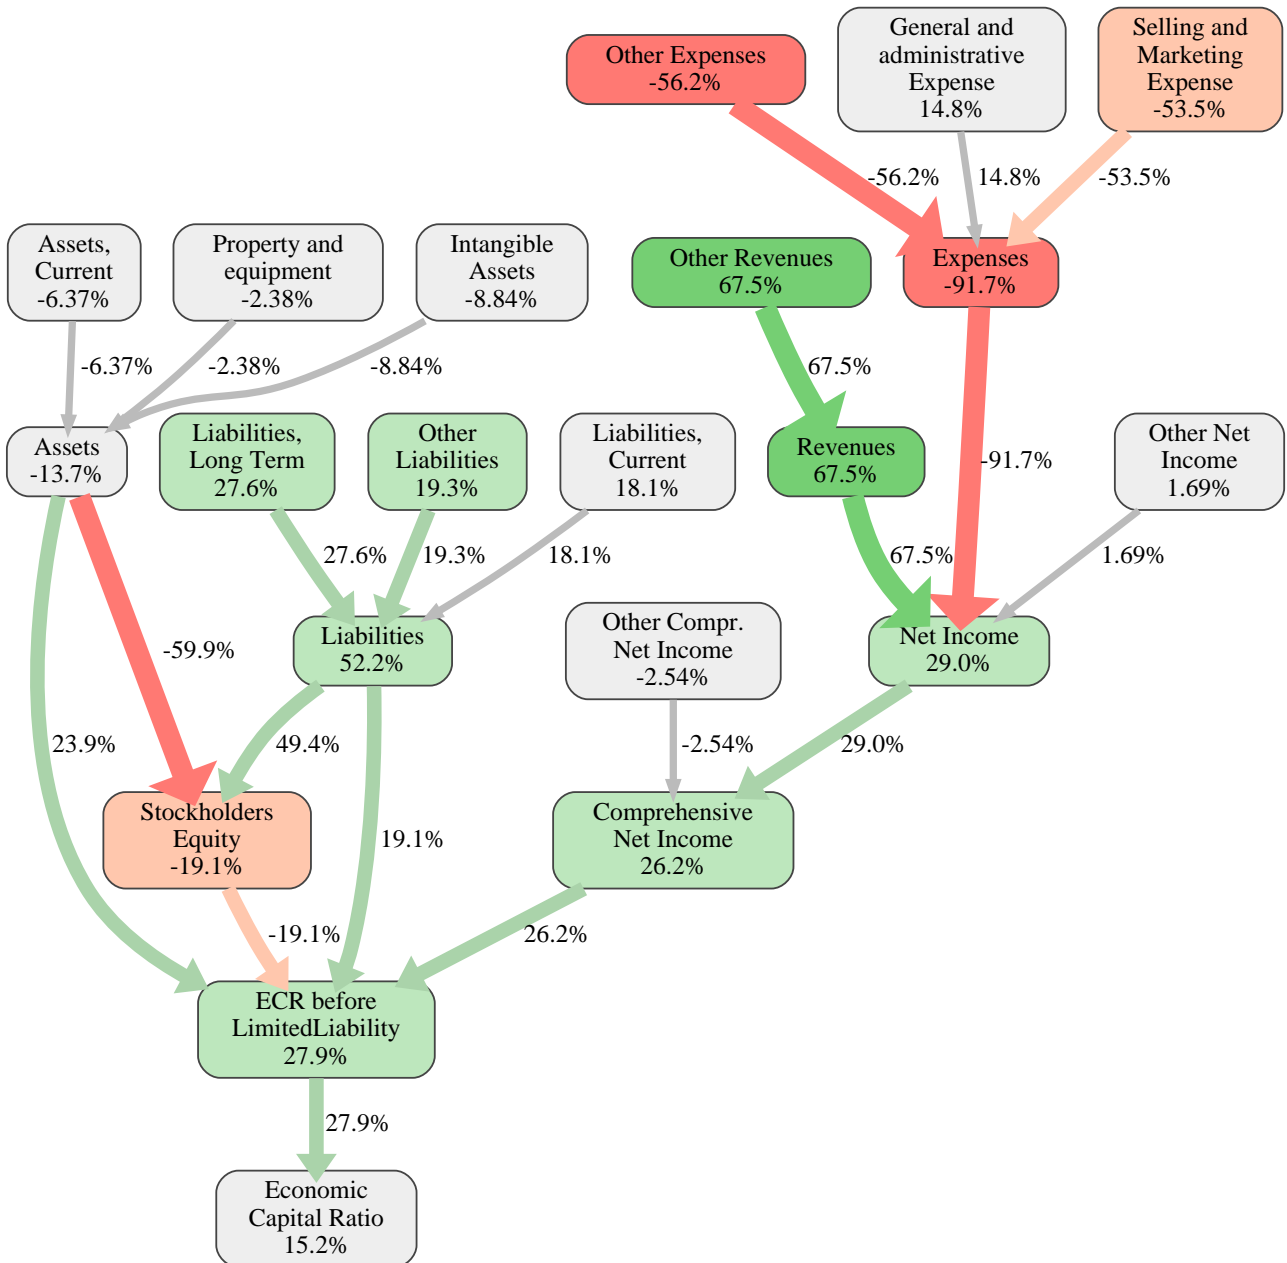 Other Expenses
-56.2%
General and
administrative
Expense
14.8%
Selling and
Marketing
Expense
-53.5%
-56.2%
14.8%
-53.5%
Assets,
Current
-6.37%
Property and
equipment
-2.38%
Intangible
Assets
-8.84%
Other Revenues
67.5%
Expenses
-91.7%
-6.37%
-2.38%
-8.84%
67.5%
Assets
-13.7%
Liabilities,
Long Term
27.6%
Other
Liabilities
19.3%
Liabilities,
Current
18.1%
Revenues
67.5%
-91.7%
Other Net
Income
1.69%
27.6%
19.3%
18.1%
67.5%
1.69%
-59.9%
Liabilities
52.2%
Other Compr.
Net Income
-2.54%
Net Income
29.0%
23.9%
49.4%
-2.54%
29.0%
Stockholders
Equity
-19.1%
19.1%
Comprehensive
Net Income
26.2%
-19.1%
26.2%
ECR before
LimitedLiability
27.9%
27.9%
Economic
Capital Ratio
15.2%